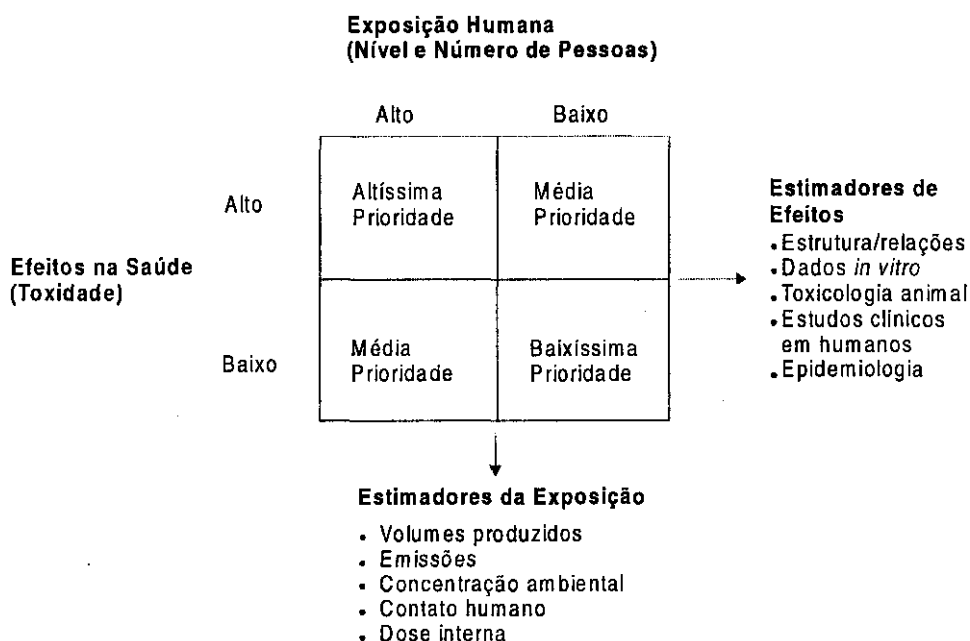 Exposição Humana
(Nível e Número de Pessoas)
Alto Baixo
Alto
Altíssima
Prioridade
Média
Prioridade
Efeitos na Saúde
(Toxidade)
Baixo
Média
Prioridade
Baixíssima
Prioridade
Estimadores de
Efeitos
• Estrutura/relações
• Dados in vitro
• Toxicologia animal
• Estudos clínicos
em humanos
• Epidemiologia
Estimadores da Exposição
• Volumes produzidos
• Emissões
• Concentração ambiental
• Contato humano
• Dose interna